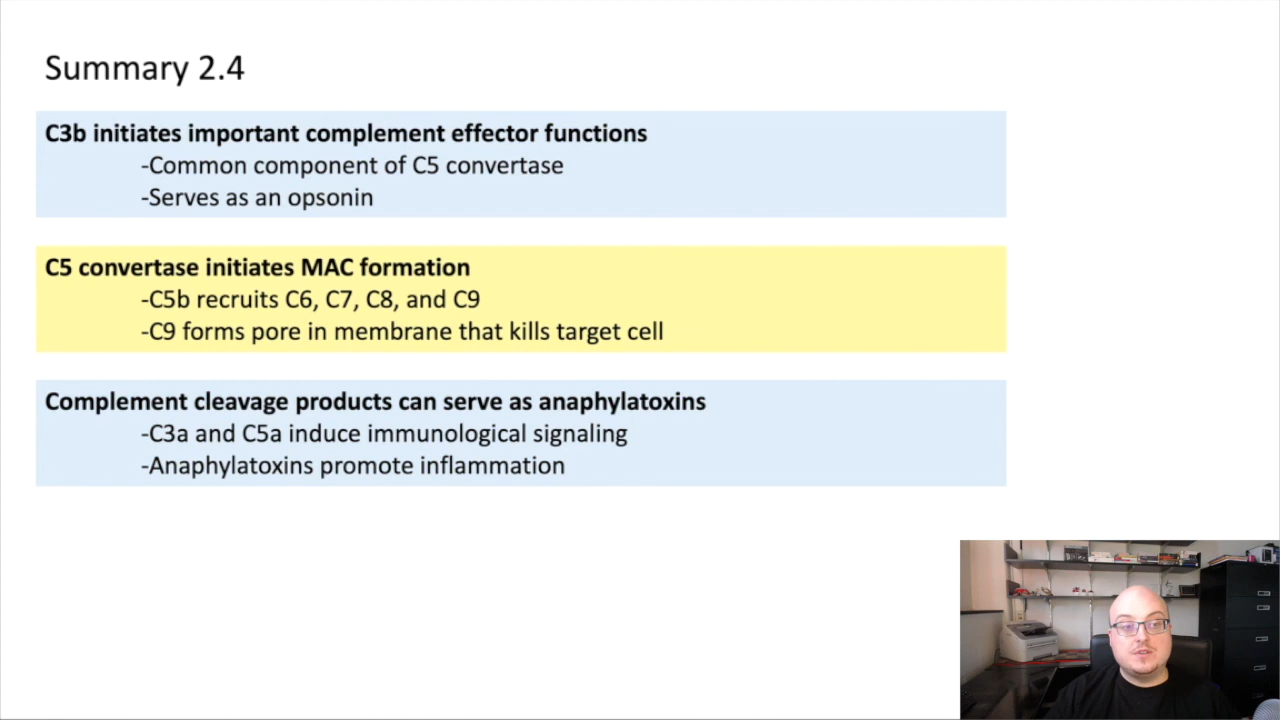 Summary 2.4
C3b initiates important complement effector functions
-Common component of C5 convertase
-Serves as an opsonin
C5 convertase initiates MAC formation
-C5b recruits C6, C7, C8, and C9
-C9 forms pore in membrane that kills target cell
Complement cleavage products can serve as anaphylatoxins
-C3a and C5a induce immunological signaling
-Anaphylatoxins promote inflammation